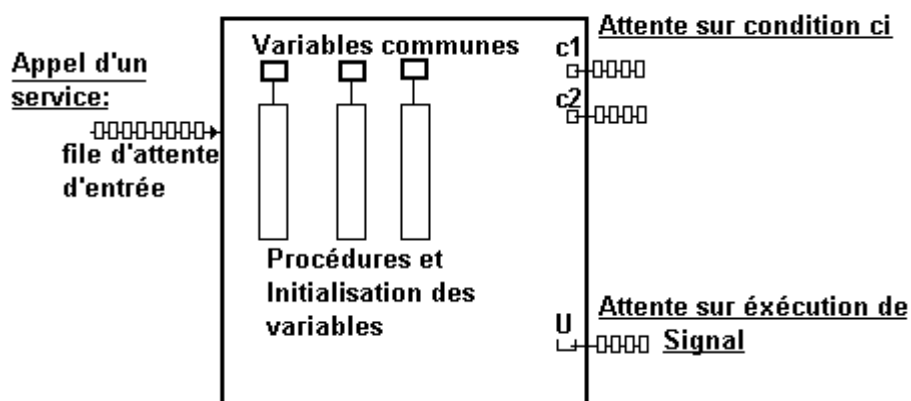 Appel d'un
service:
file d'attente
d'entrée
Variables communes
Procédures et
Initialisation des
variables
Attente sur condition ci
c1
c2
Attente sur éxécution de
Signal
U